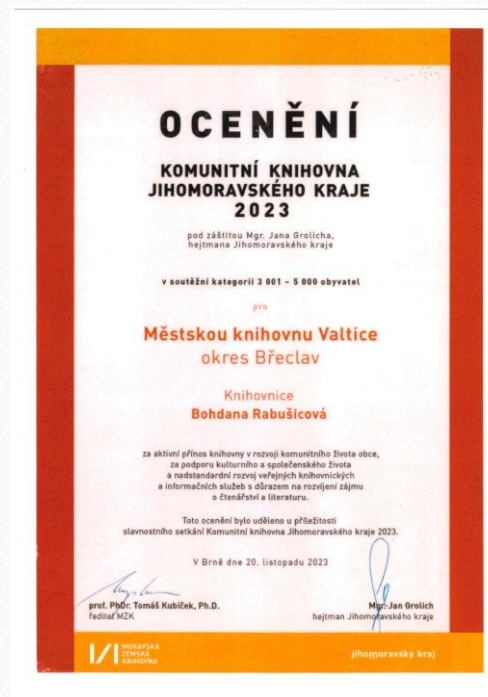 OCENĚNÍ
KOMUNITNÍ KNIHOVNA
JIHOMORAVSKÉHO KRAJE
2023
pod záštitou Mgr. Jana Grolicha,
hejtmana Jihomoravského kraje
v soutěžní kategorii 3 001 – 5 000 obyvatel
pro
Městskou knihovnu Valtice
okres Břeclav
Knihovnice
Bohdana Rabušicová
za aktivní přínos knihovny v rozvoji komunitního života obce,
za podporu kulturního a společenského života
a nadstandardní rozvoj veřejných knihovnických
a informačních služeb s důrazem na rozvíjení zájmu
o čtenářství a literaturu.
Toto ocenění bylo uděleno u příležitosti
slavnostního setkání Komunitní knihovna Jihomoravského kraje 2023.
V Brně dne 20. listopadu 2023
prof. PhDr. Tomáš Kubíček, Ph.D.
ředitel MZK
Mgr. Jan Grolich
hejtman Jihomoravského kraje
MORAVSKÁ
ZEMSKÁ
KNIHOVNA
jihomoravský kraj